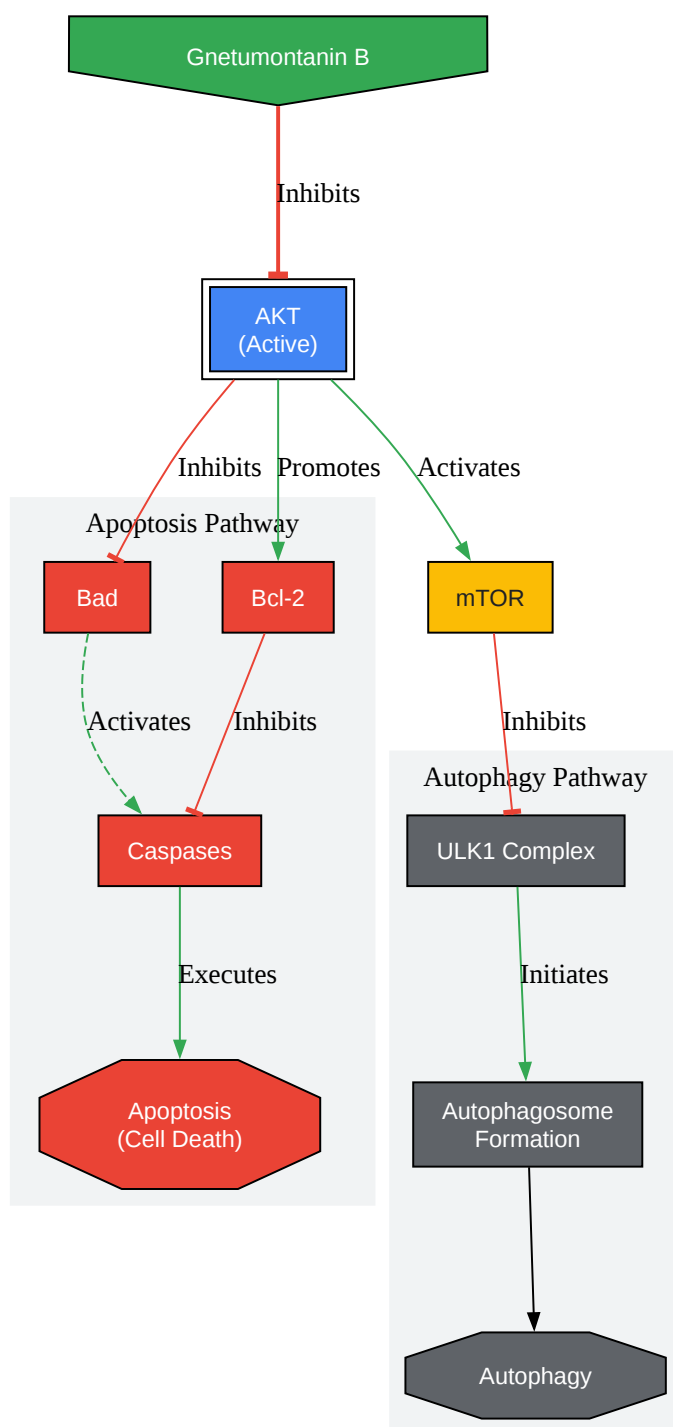 Gnetumontanin B
Inhibits
AKT
(Active)
Inhibits
Promotes
Activates
Apoptosis Pathway
Bad
Bcl-2
mTOR
Activates
Inhibits
Inhibits
Autophagy Pathway
Caspases
ULK1 Complex
Executes
Initiates
Apoptosis
(Cell Death)
Autophagosome
Formation
Autophagy